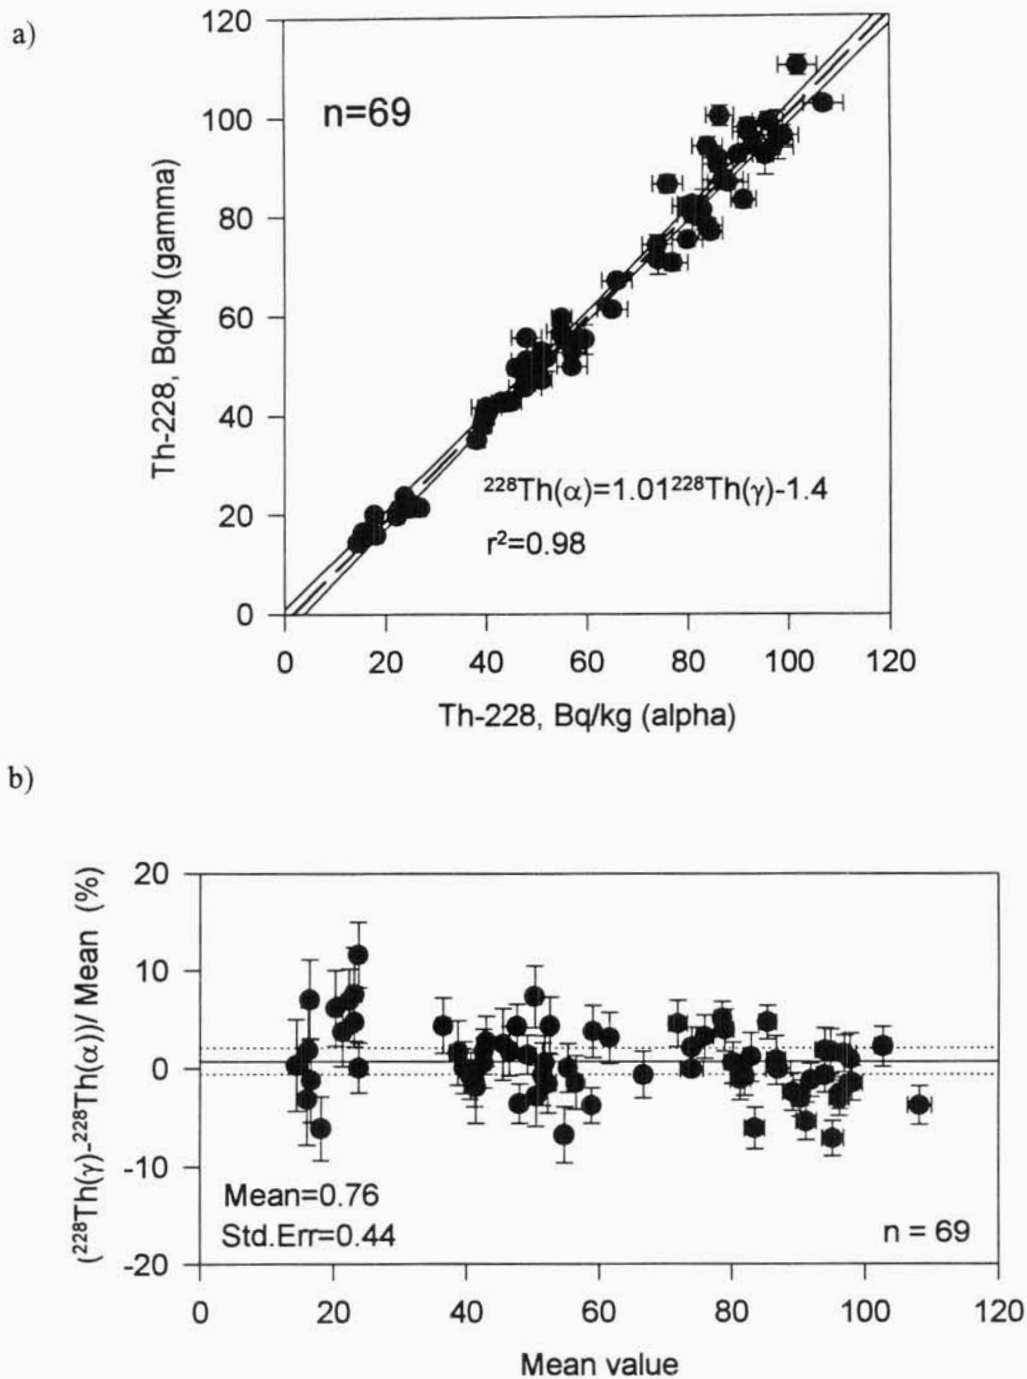 a)
120
100
80
60
40
20
0
Th-228, Bq/kg (gamma)
n=69
²²⁸Th(α)=1.01²²⁸Th(γ)-1.4
r²=0.98
0 20 40 60 80 100 120
Th-228, Bq/kg (alpha)
b)
20
10
0
-10
-20
(²²⁸Th(γ)-²²⁸Th(α))/ Mean (%)
Mean=0.76
Std.Err=0.44
n = 69
0 20 40 60 80 100 120
Mean value